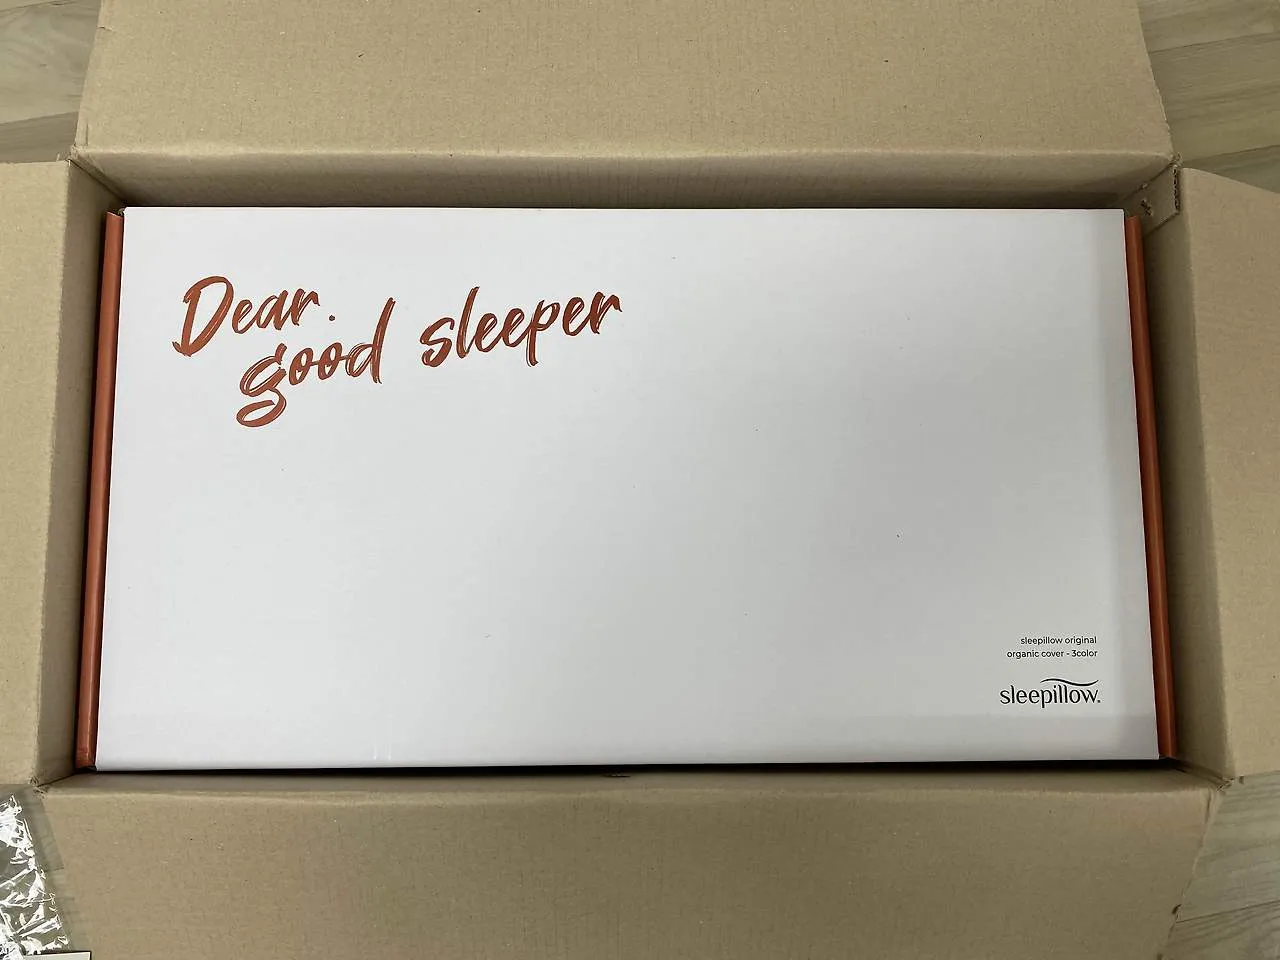 Dear.
good sleeper
sleepillow original
organic cover - 3color
sleepillow.